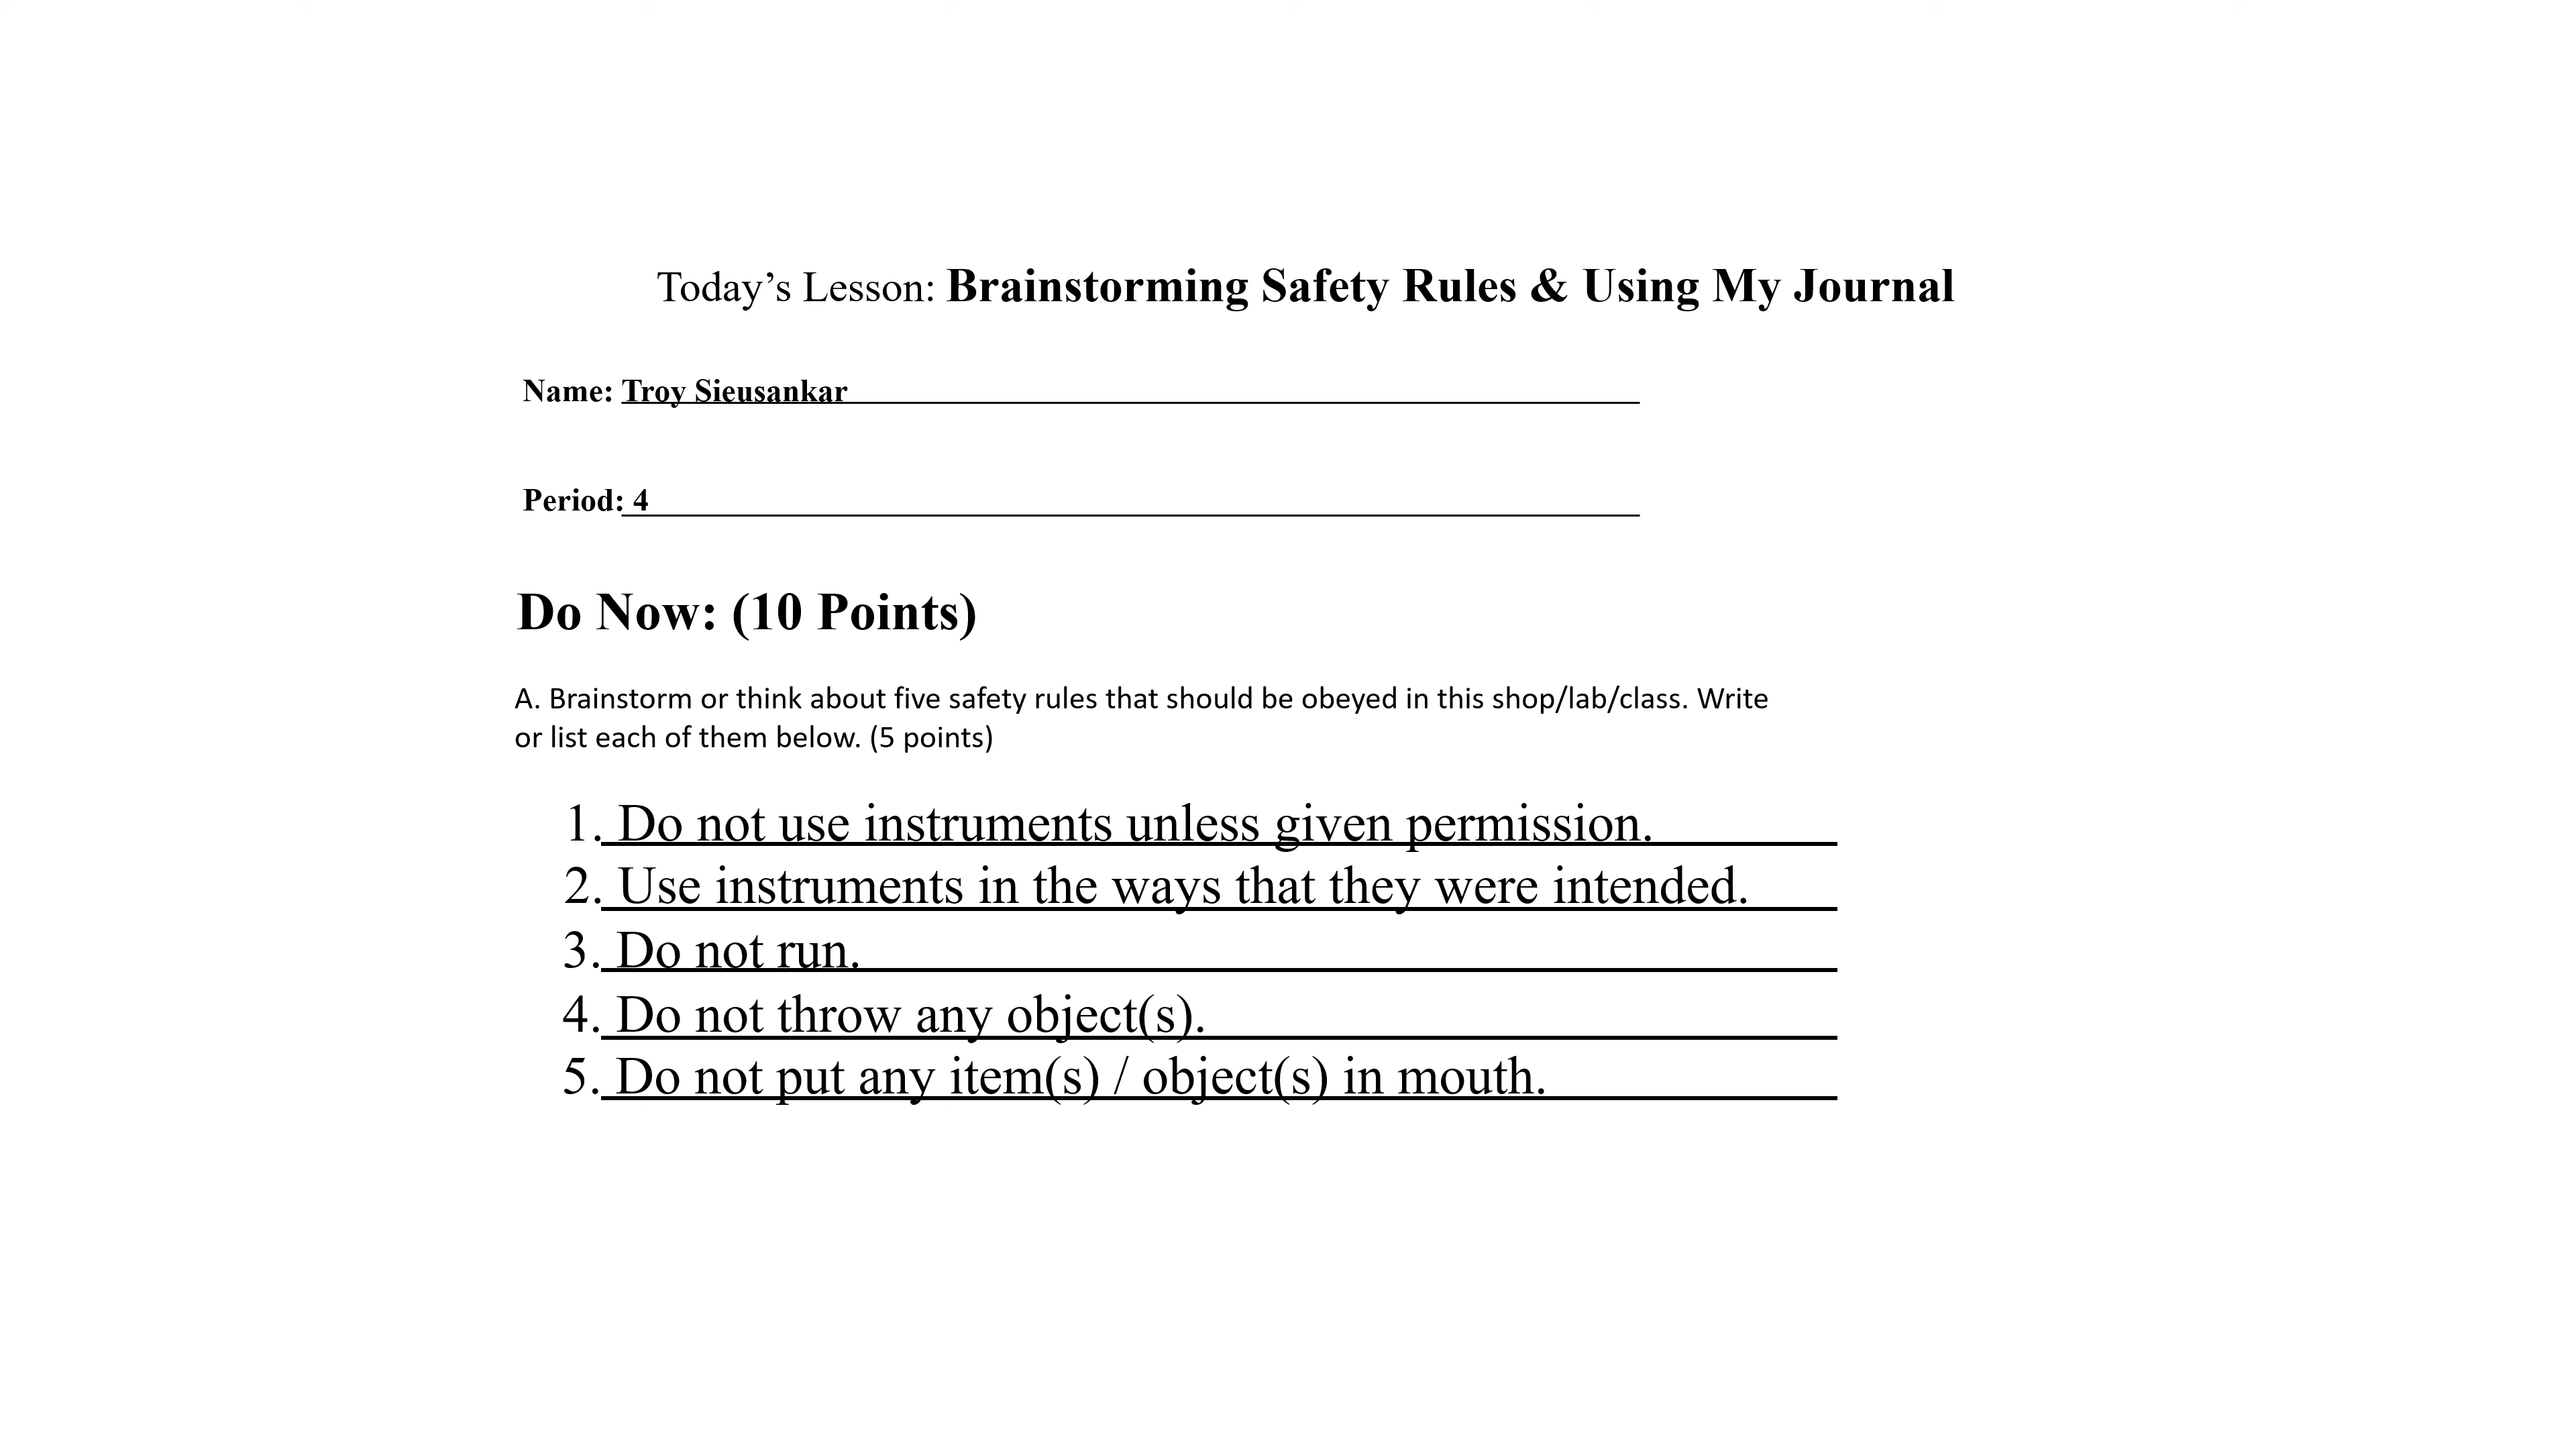 Today’s Lesson: Brainstorming Safety Rules & Using My Journal
Name: Troy Sieusankar
Period: 4
Do Now: (10 Points)
A. Brainstorm or think about five safety rules that should be obeyed in this shop/lab/class. Write
or list each of them below. (5 points)
1. Do not use instruments unless given permission.
2. Use instruments in the ways that they were intended.
3. Do not run.
4. Do not throw any object(s).
5. Do not put any item(s) / object(s) in mouth.